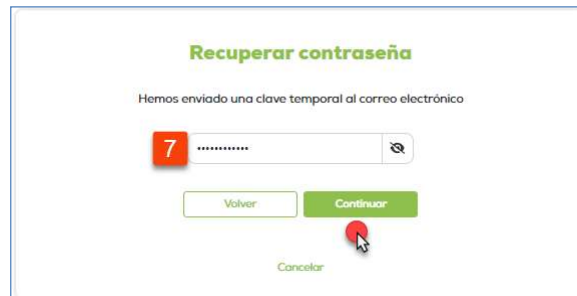 Recuperar contraseña
Hemos enviado una clave temporal al correo electrónico
7 ••••••••••••
Volver Continuar
Cancelar